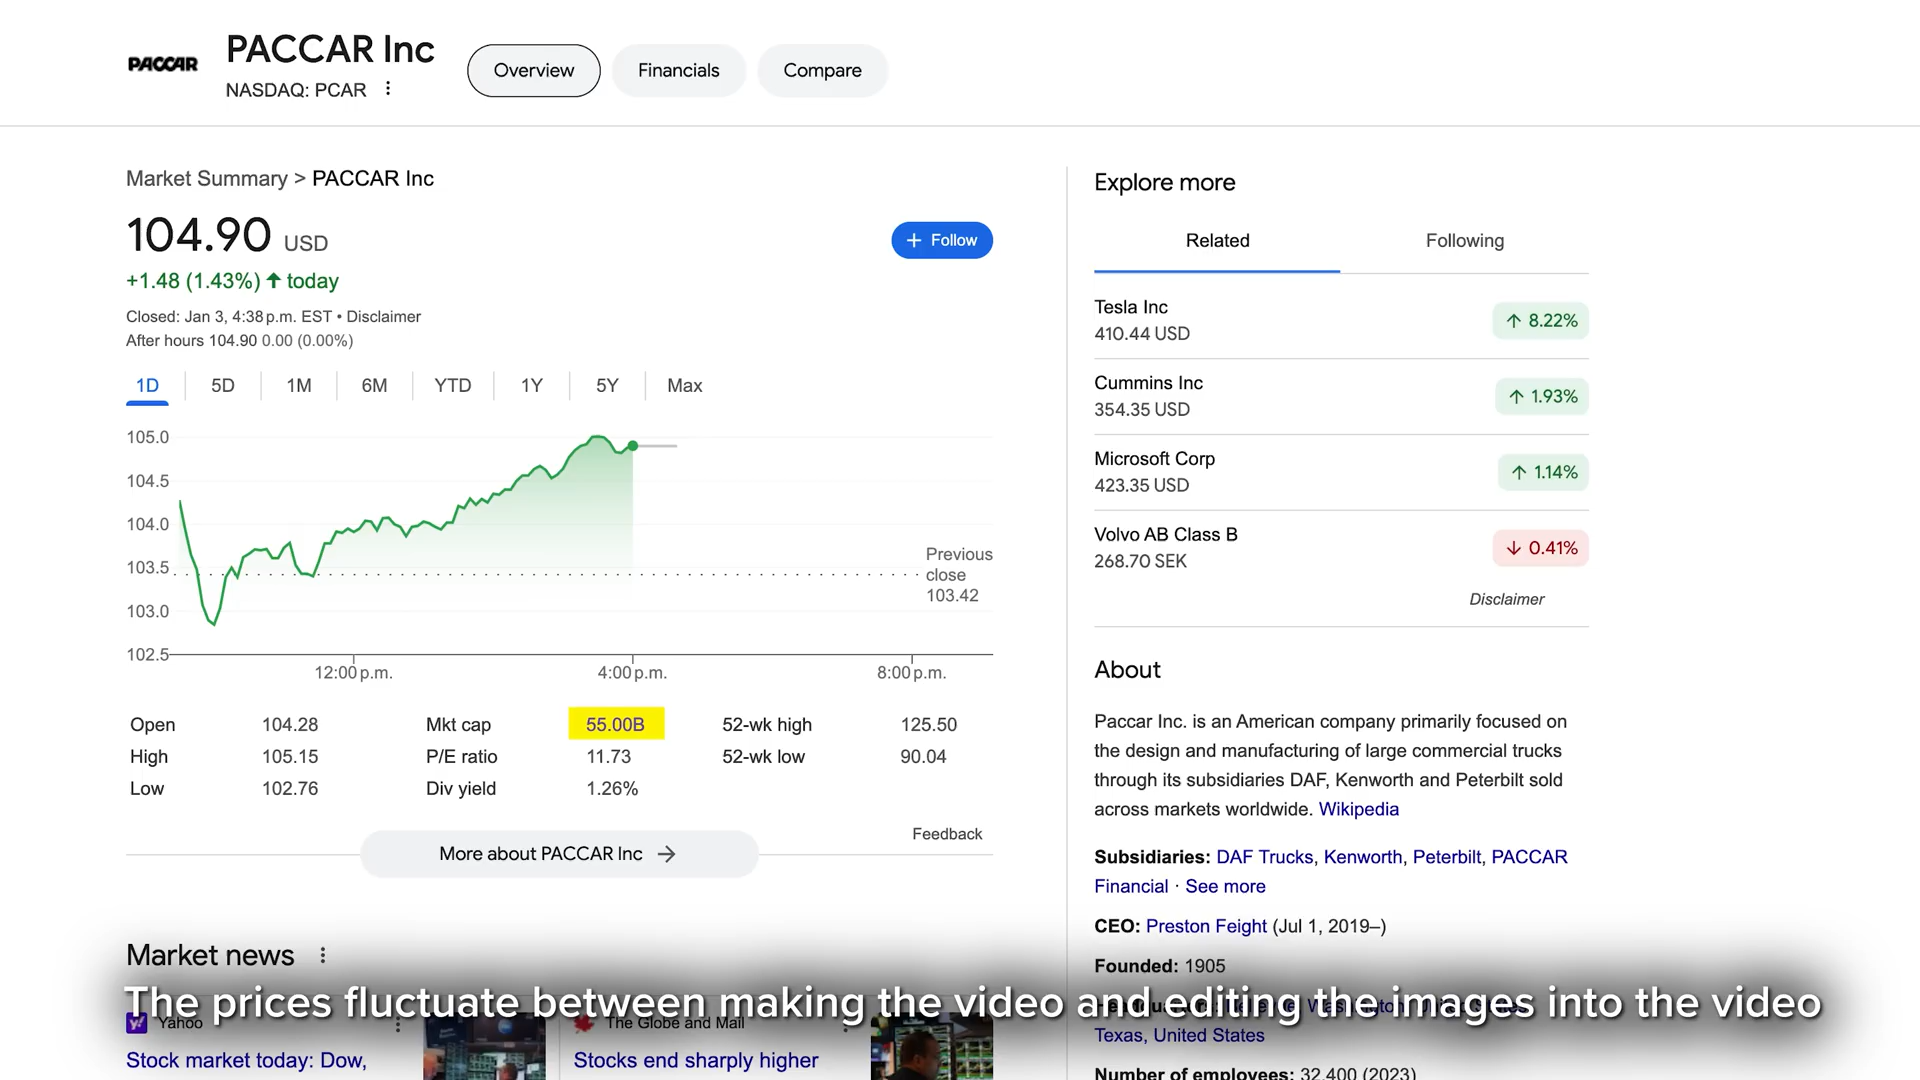 PACCAR
PACCAR Inc
NASDAQ: PCAR
Overview
Financials
Compare
Market Summary > PACCAR Inc
104.90 USD
+ Follow
+1.48 (1.43%) ↑ today
Closed: Jan 3, 4:38 p.m. EST • Disclaimer
After hours 104.90 0.00 (0.00%)
1D 5D 1M 6M YTD 1Y 5Y Max
105.0
104.5
104.0
103.5
103.0
102.5
Previous
close
103.42
12:00 p.m. 4:00 p.m. 8:00 p.m.
Open 104.28 Mkt cap 55.00B 52-wk high 125.50
High 105.15 P/E ratio 11.73 52-wk low 90.04
Low 102.76 Div yield 1.26%
Feedback
More about PACCAR Inc →
Market news
Yahoo
Stock market today: Dow,
The Globe and Mail
Stocks end sharply higher
Explore more
Related Following
Tesla Inc
410.44 USD
↑ 8.22%
Cummins Inc
354.35 USD
↑ 1.93%
Microsoft Corp
423.35 USD
↑ 1.14%
Volvo AB Class B
268.70 SEK
↓ 0.41%
Disclaimer
About
Paccar Inc. is an American company primarily focused on
the design and manufacturing of large commercial trucks
through its subsidiaries DAF, Kenworth and Peterbilt sold
across markets worldwide. Wikipedia
Subsidiaries: DAF Trucks, Kenworth, Peterbilt, PACCAR
Financial · See more
CEO: Preston Feight (Jul 1, 2019–)
Founded: 1905
Texas, United States
Number of employees: 32,400 (2023)
The prices fluctuate between making the video and editing the images into the video